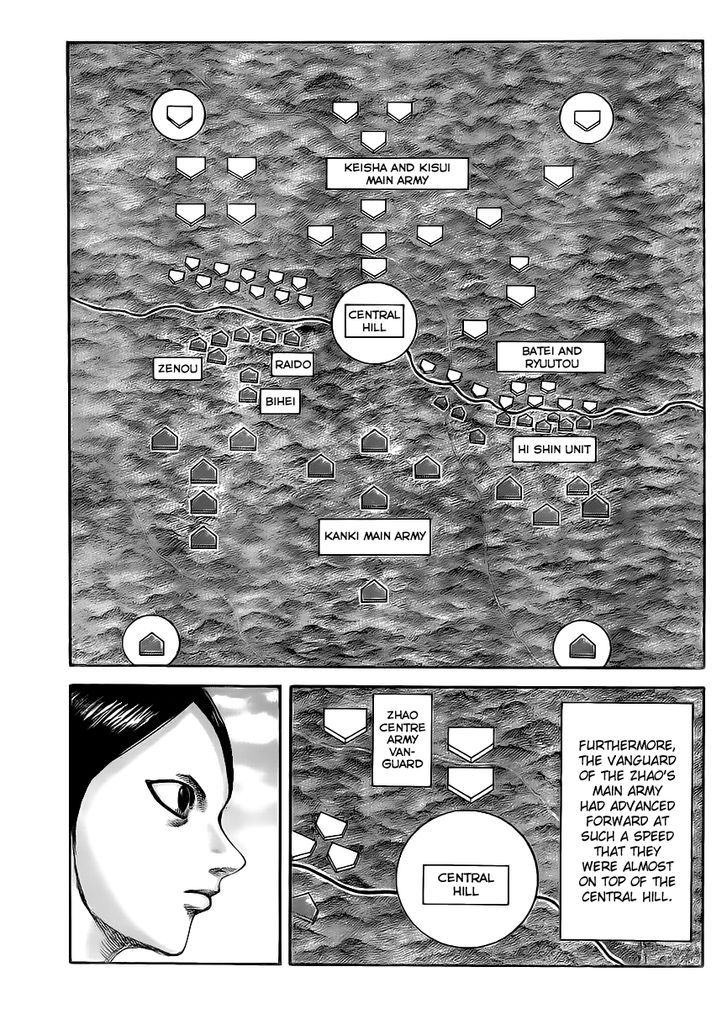 KEISHA AND KISUI
MAIN ARMY
CENTRAL
HILL
BATEI AND
RYUUTOU
ZENOU
RAIDO
BIHEI
HI SHIN UNIT
KANKI MAIN ARMY
ZHAO
CENTRE
ARMY
VAN-
GUARD
FURTHERMORE,
THE VANGUARD
OF THE ZHAO'S
MAIN ARMY
HAD ADVANCED
FORWARD AT
SUCH A SPEED
THAT THEY
WERE ALMOST
ON TOP OF THE
CENTRAL HILL.
CENTRAL
HILL